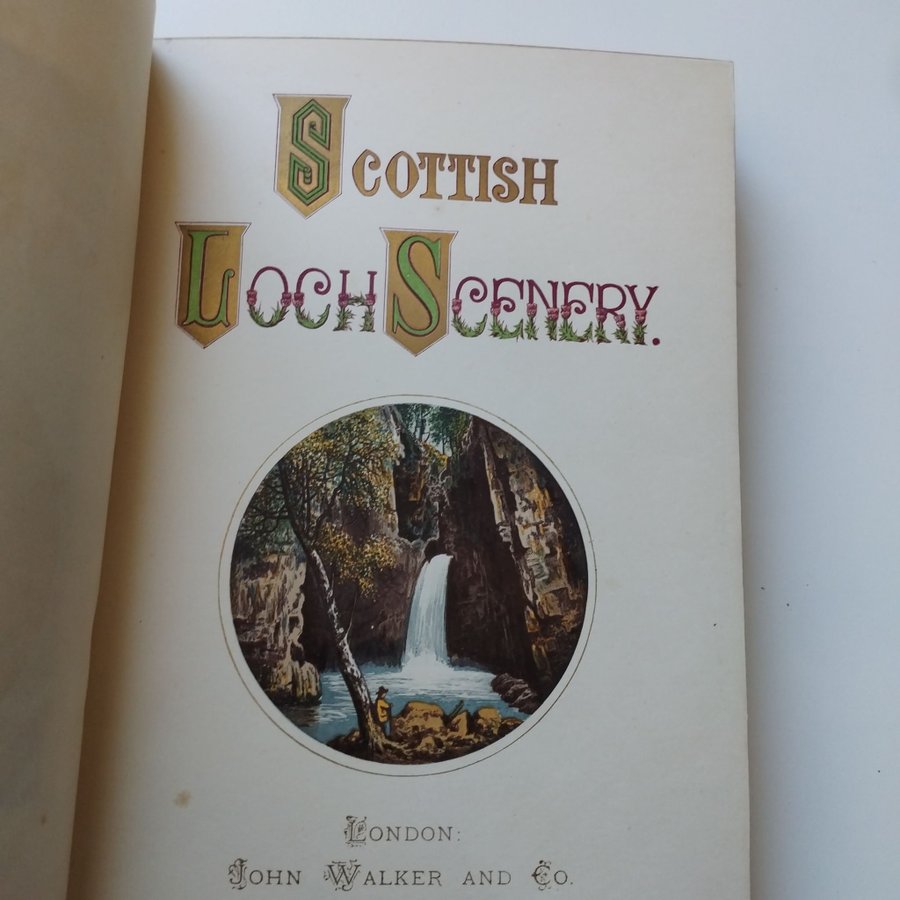 SCOTTISH
LOCH SCENERY.
LONDON:
JOHN WALKER AND CO.